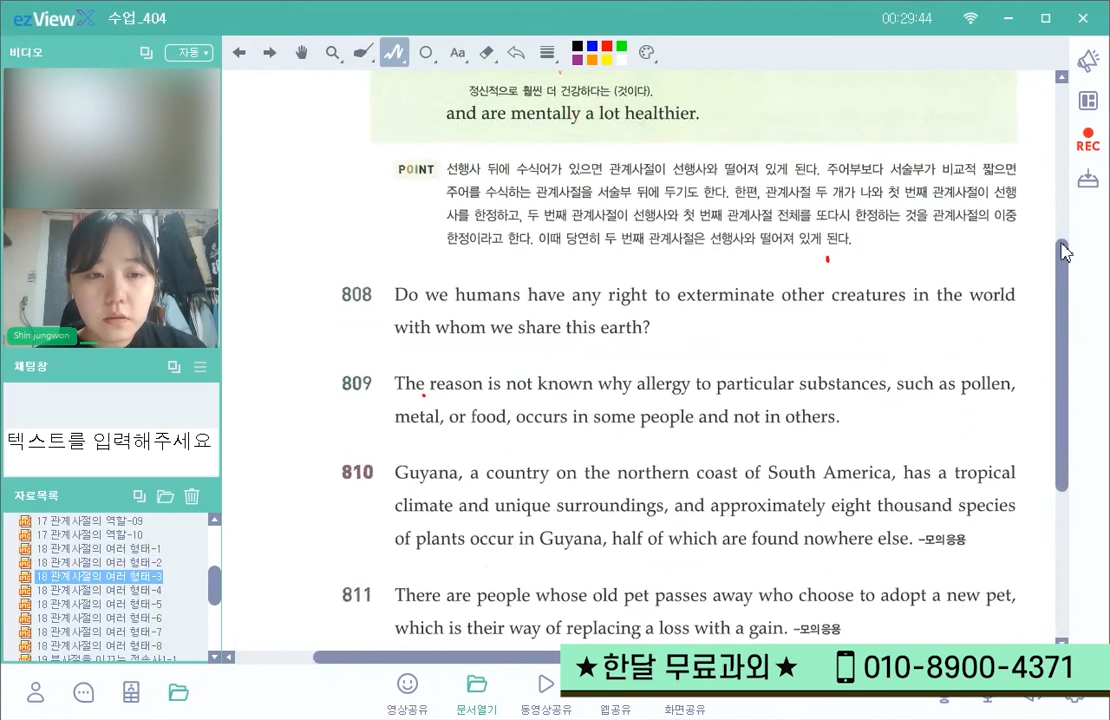 ezViewX 수업_404
00:29:44
비디오
자동
Aa
REC
Shin jungwon
채팅창
텍스트를 입력해주세요
자료목록
17 관계사절의 역할-09
17 관계사절의 역할-10
18 관계사절의 여러 형태-1
18 관계사절의 여러 형태-2
18 관계사절의 여러 형태-3
18 관계사절의 여러 형태-4
18 관계사절의 여러 형태-5
18 관계사절의 여러 형태-6
18 관계사절의 여러 형태-7
18 관계사절의 여러 형태-8
정신적으로 훨씬 더 건강하다는 (것이다).
and are mentally a lot healthier.
POINT 선행사 뒤에 수식어가 있으면 관계사절이 선행사와 떨어져 있게 된다. 주어부보다 서술부가 비교적 짧으면
주어를 수식하는 관계사절을 서술부 뒤에 두기도 한다. 한편, 관계사절 두 개가 나와 첫 번째 관계사절이 선행
사를 한정하고, 두 번째 관계사절이 선행사와 첫 번째 관계사절 전체를 또다시 한정하는 것을 관계사절의 이중
한정이라고 한다. 이때 당연히 두 번째 관계사절은 선행사와 떨어져 있게 된다.
808 Do we humans have any right to exterminate other creatures in the world
with whom we share this earth?
809 The reason is not known why allergy to particular substances, such as pollen,
metal, or food, occurs in some people and not in others.
810 Guyana, a country on the northern coast of South America, has a tropical
climate and unique surroundings, and approximately eight thousand species
of plants occur in Guyana, half of which are found nowhere else. –모의응용
811 There are people whose old pet passes away who choose to adopt a new pet,
which is their way of replacing a loss with a gain. –모의응용
★한달 무료과외★ 010-8900-4371
영상공유 문서열기 동영상공유 웹공유 화면공유